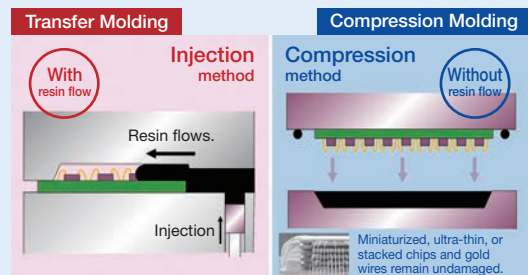 Transfer Molding
With
resin flow
Injection
method
Resin flows.
Injection
Compression Molding
Compression
method
Without
resin flow
Miniaturized, ultra-thin, or
stacked chips and gold
wires remain undamaged.